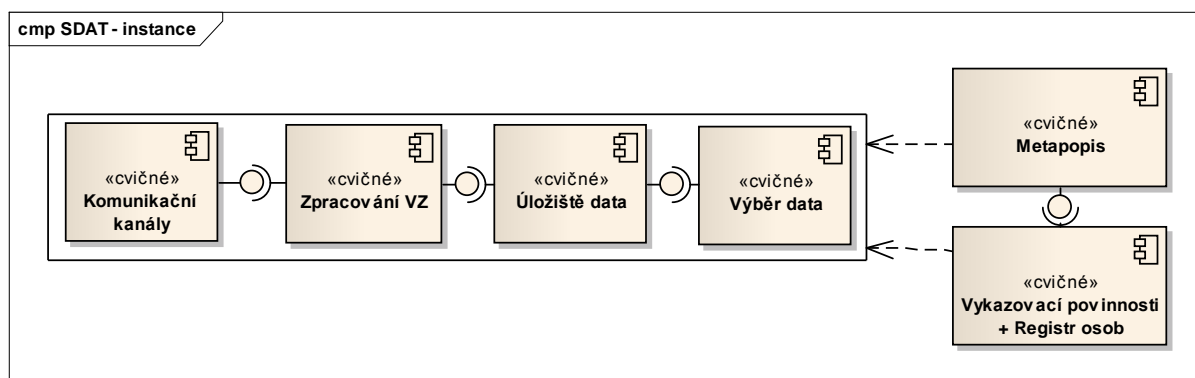 cmp SDAT - instance
«cvičné»
Komunikační
kanály
«cvičné»
Zpracování VZ
«cvičné»
Úložiště data
«cvičné»
Výběr data
«cvičné»
Metapopis
«cvičné»
Vykazovací povinnosti
+ Registr osob